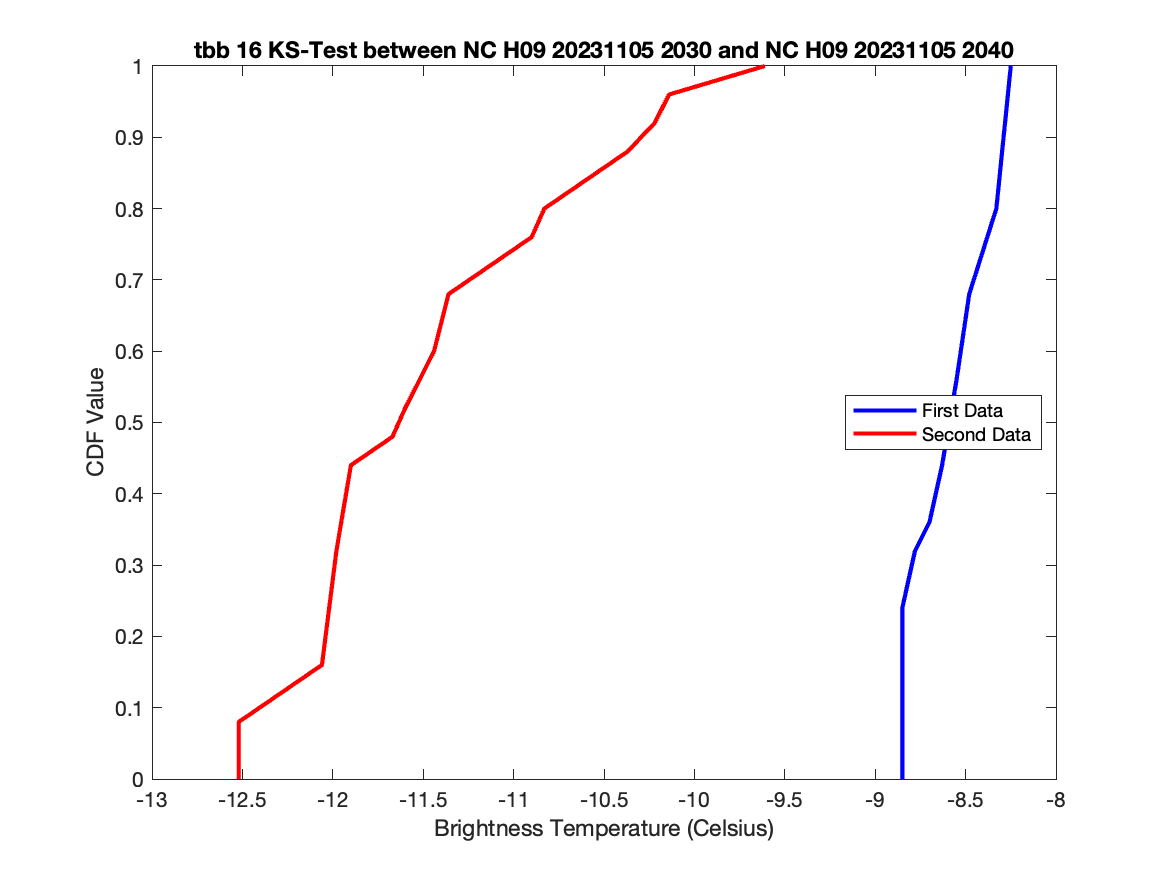 tbb 16 KS-Test between NC H09 20231105 2030 and NC H09 20231105 2040
1
0.9
0.8
0.7
0.6
0.5
0.4
0.3
0.2
0.1
0
CDF Value
First Data
Second Data
-13 -12.5 -12 -11.5 -11 -10.5 -10 -9.5 -9 -8.5 -8
Brightness Temperature (Celsius)